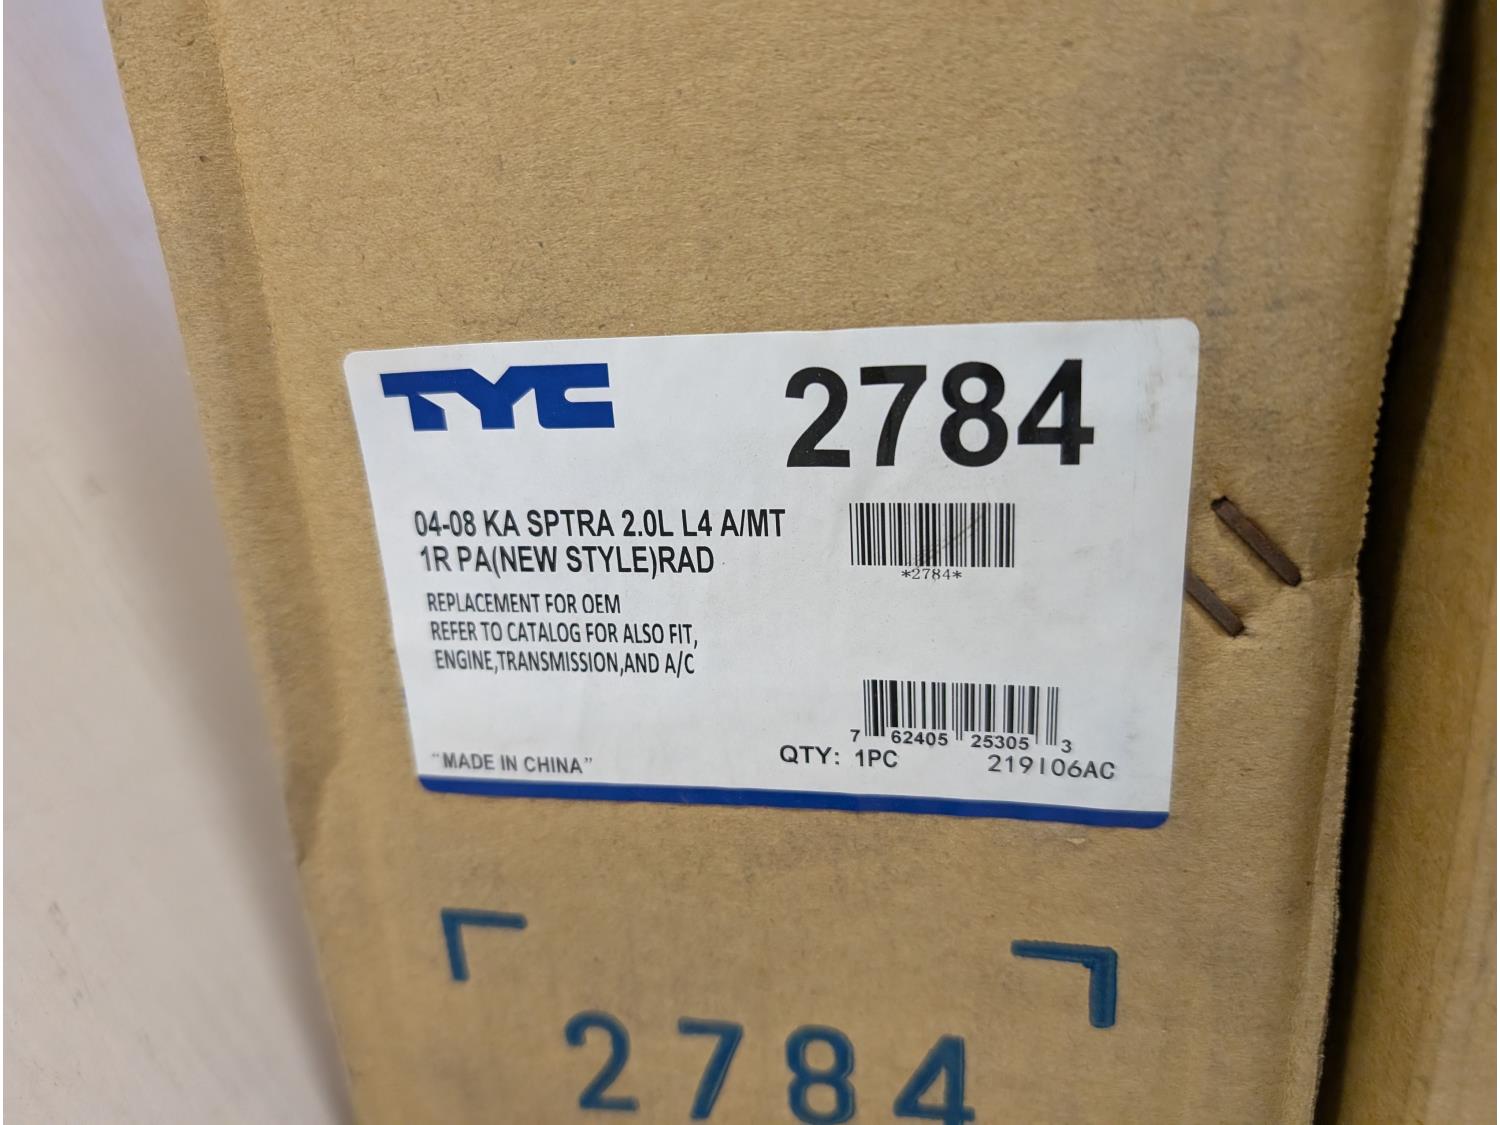 TYC
2784
04-08 KA SPTRA 2.0L L4 A/MT
1R PA(NEW STYLE)RAD
*2784*
REPLACEMENT FOR OEM
REFER TO CATALOG FOR ALSO FIT,
ENGINE,TRANSMISSION,AND A/C
7 62405 25305 3
"MADE IN CHINA"
QTY: 1PC
219I06AC
2784